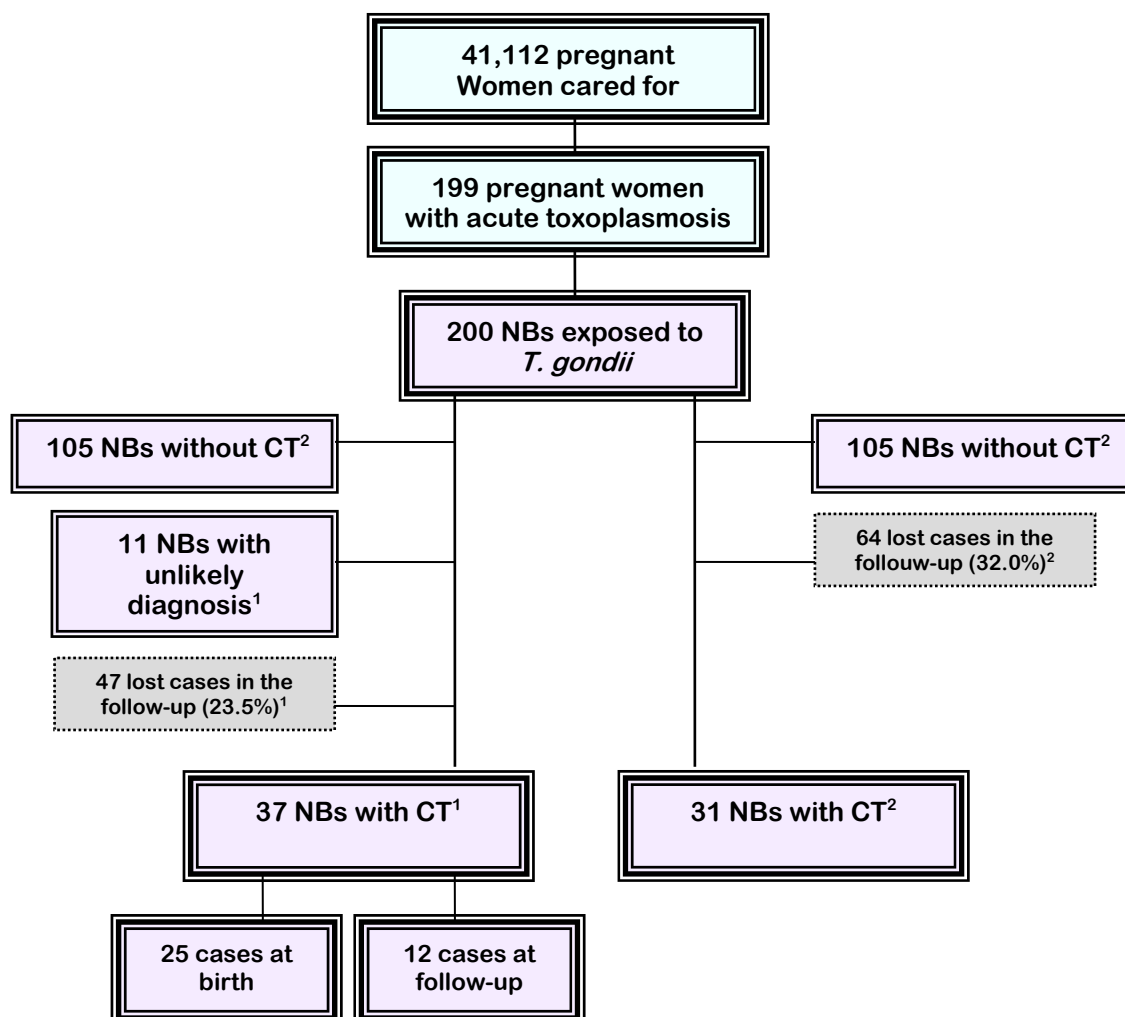 41,112 pregnant
Women cared for
199 pregnant women
with acute toxoplasmosis
200 NBs exposed to
T. gondii
105 NBs without CT²
105 NBs without CT²
11 NBs with
unlikely
diagnosis¹
64 lost cases in the
follouw-up (32.0%)²
47 lost cases in the
follow-up (23.5%)¹
37 NBs with CT¹
31 NBs with CT²
25 cases at
birth
12 cases at
follow-up